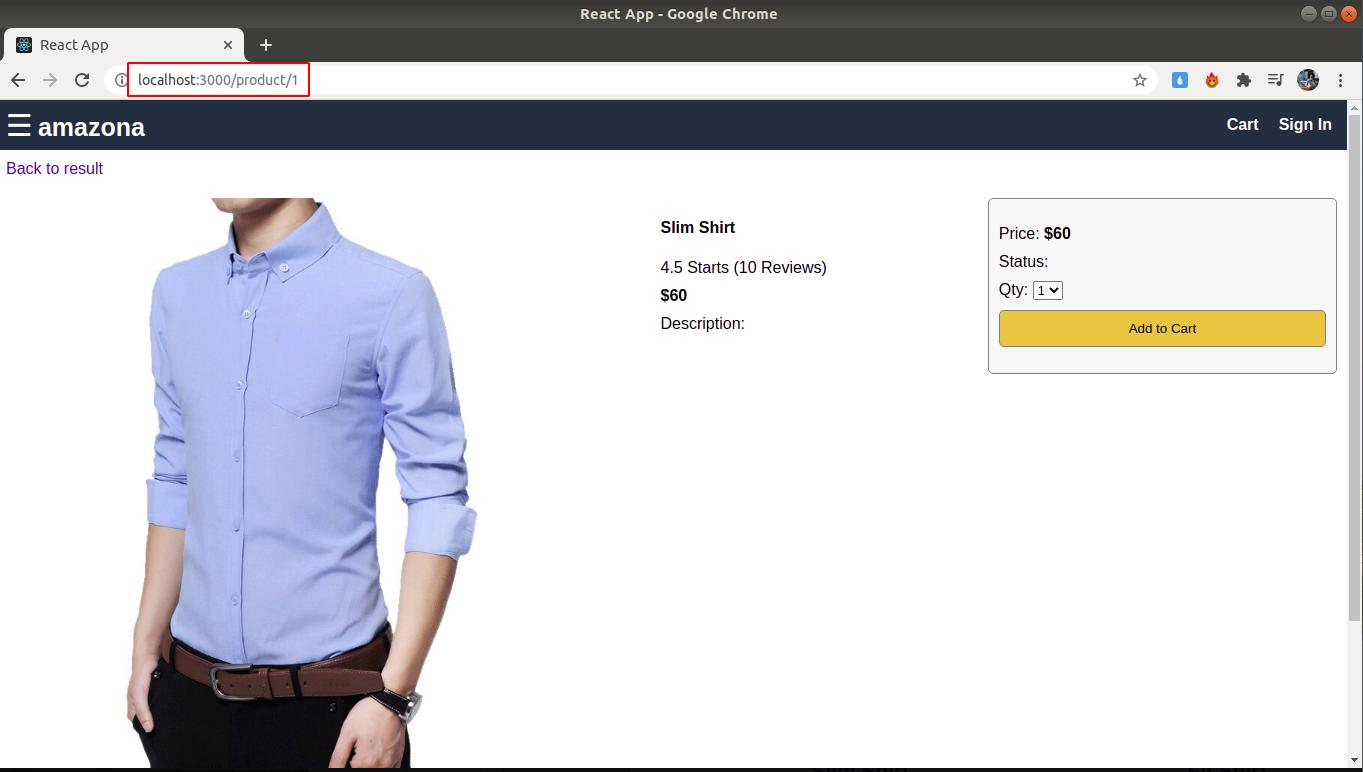 React App - Google Chrome
React App
localhost:3000/product/1
☰ amazona
Cart Sign In
Back to result
Slim Shirt
4.5 Starts (10 Reviews)
$60
Description:
Price: $60
Status:
Qty: 1
Add to Cart